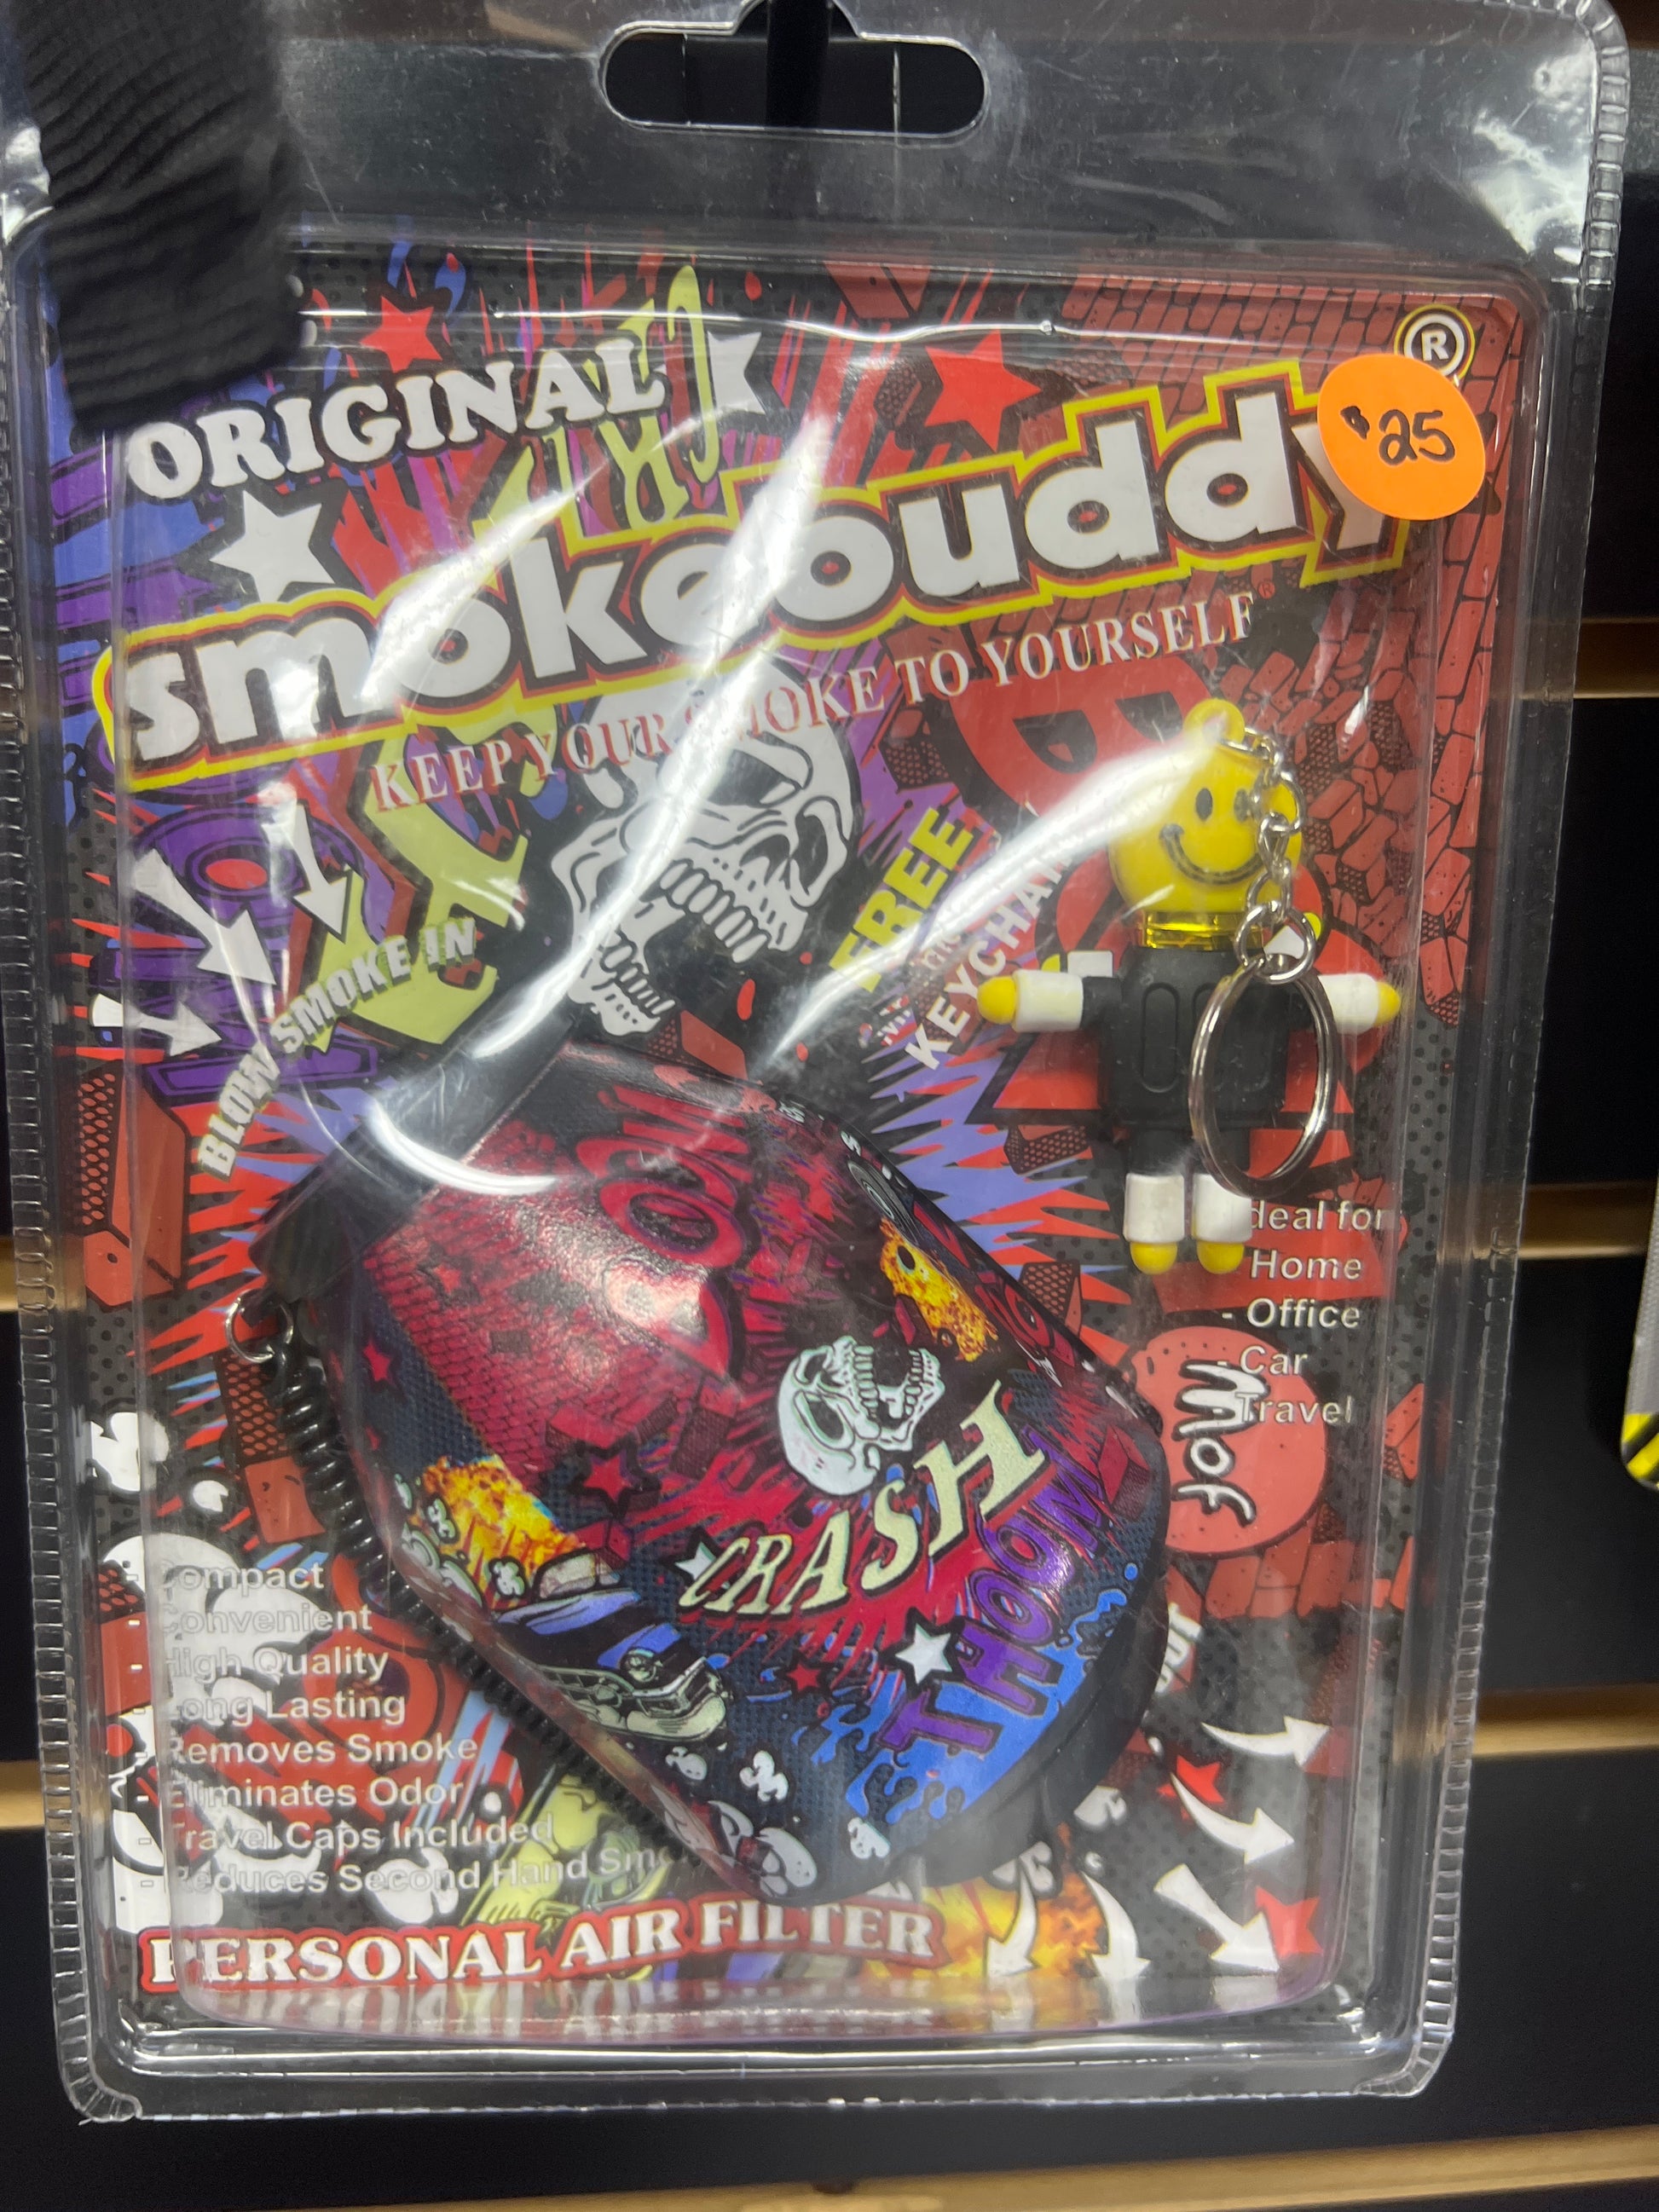 ORIGINAL
®
smokebuddy
$25
KEEP YOUR SMOKE TO YOURSELF®
BLOW SMOKE IN
FREE
KEYCHAIN
Ideal for
Home
- Office
- Car
Travel
POW
CRASH
THOOM
- Compact
- Convenient
- High Quality
- Long Lasting
- Removes Smoke
- Eliminates Odor
- Travel Caps Included
- Reduces Second Hand Smoke
PERSONAL AIR FILTER